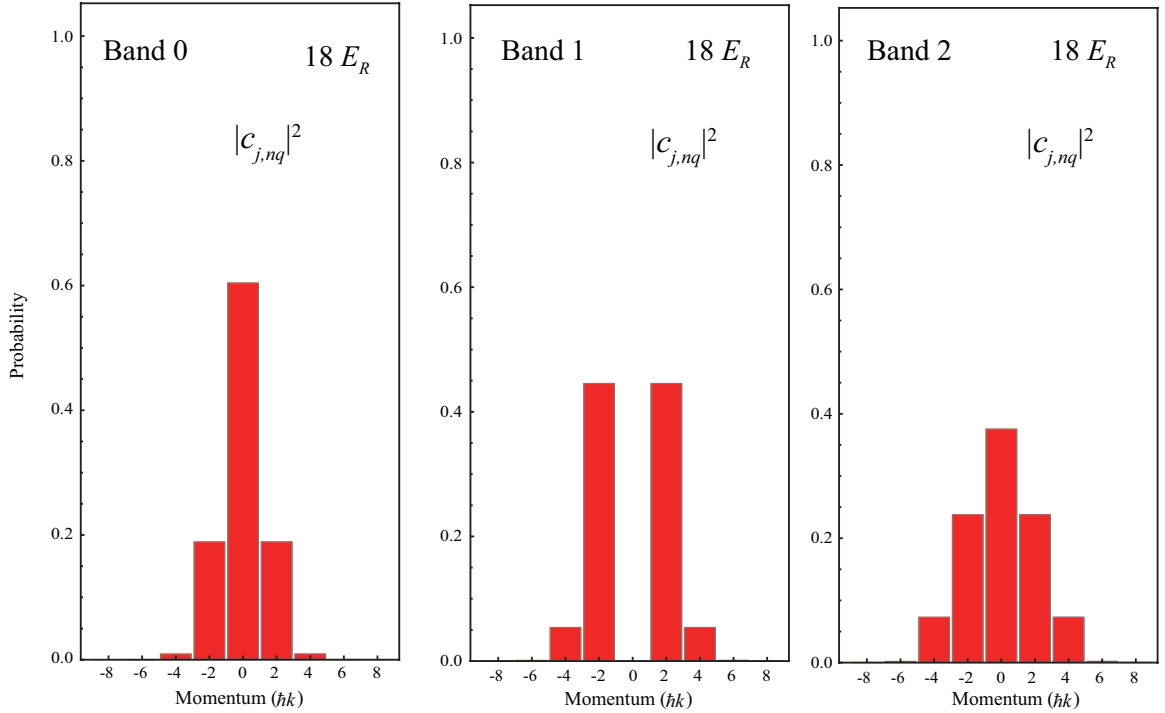 Band 0 18 E_R
|c_{j,nq}|^2
1.0
0.8
0.6
0.4
0.2
0.0
Probability
-8 -6 -4 -2 0 2 4 6 8
Momentum (ħk)
Band 1 18 E_R
|c_{j,nq}|^2
1.0
0.8
0.6
0.4
0.2
0.0
-8 -6 -4 -2 0 2 4 6 8
Momentum (ħk)
Band 2 18 E_R
|c_{j,nq}|^2
1.0
0.8
0.6
0.4
0.2
0.0
-8 -6 -4 -2 0 2 4 6 8
Momentum (ħk)